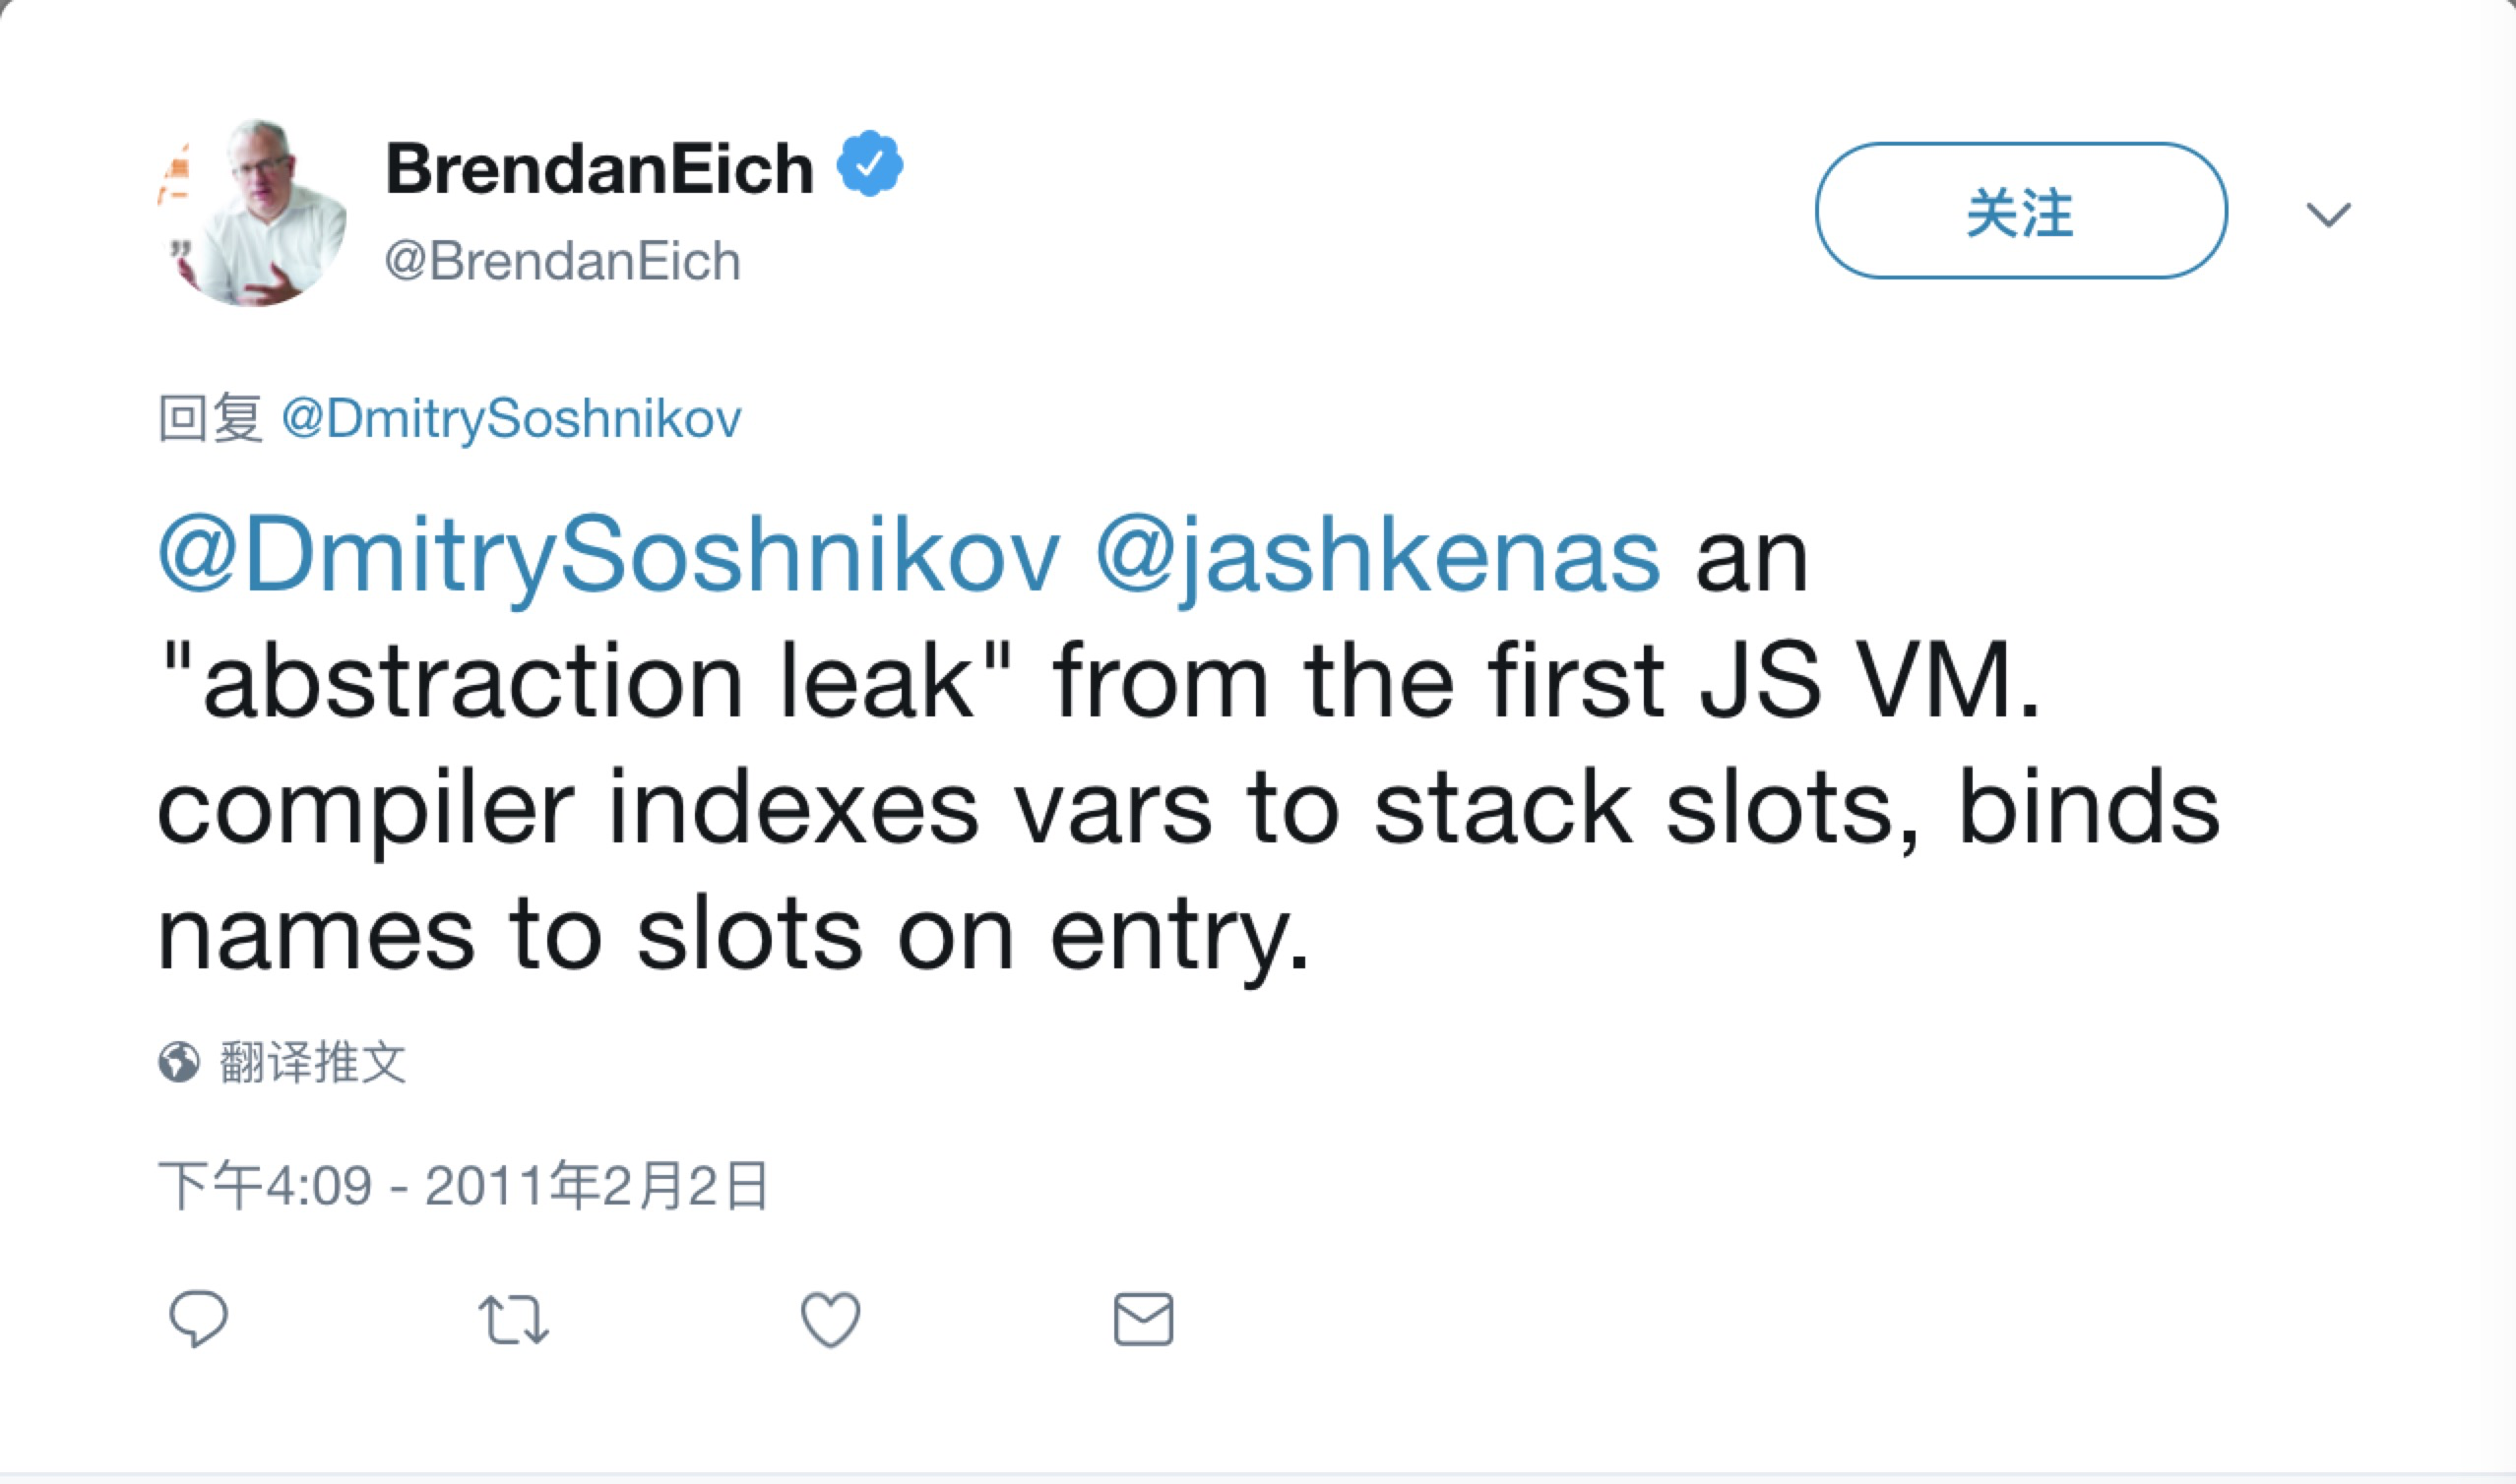 BrendanEich
@BrendanEich
关注
回复 @DmitrySoshnikov
@DmitrySoshnikov @jashkenas an
"abstraction leak" from the first JS VM.
compiler indexes vars to stack slots, binds
names to slots on entry.
翻译推文
下午4:09 - 2011年2月2日